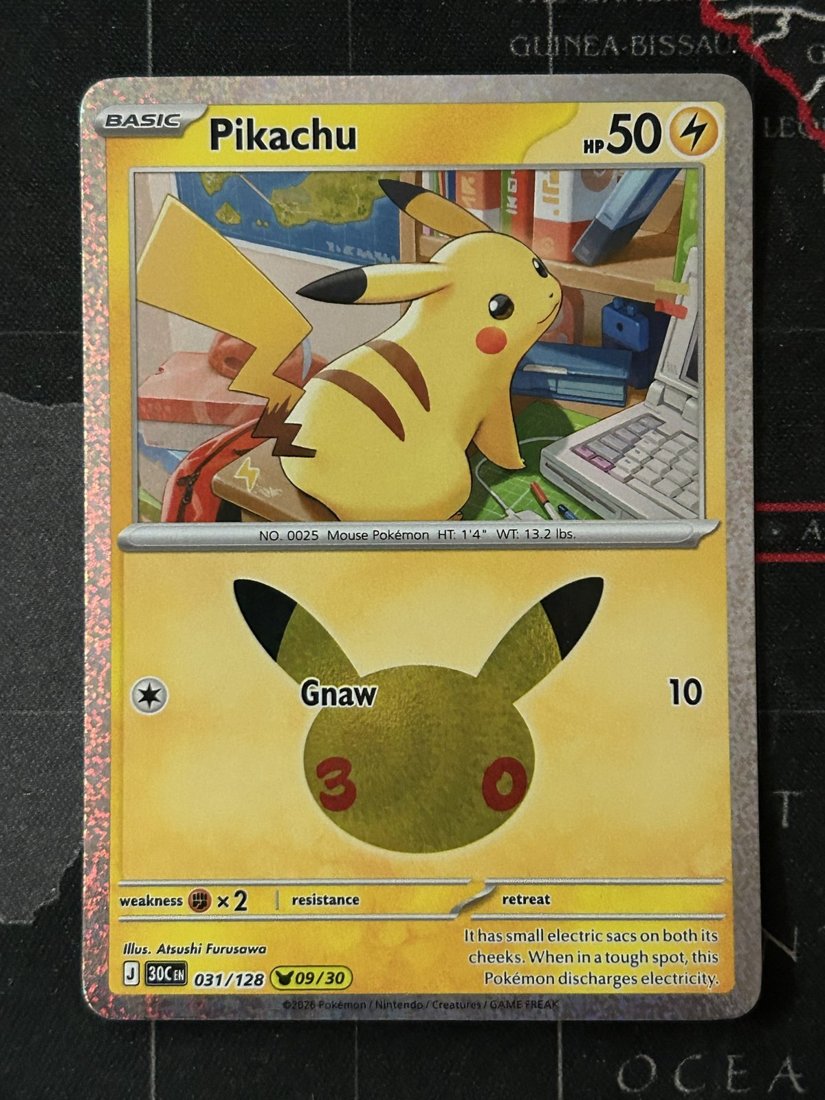 GUINEA-BISSAU
BASIC
Pikachu
HP 50
NO. 0025 Mouse Pokémon HT: 1'4" WT: 13.2 lbs.
Gnaw 10
3 0
weakness ×2 resistance retreat
Illus. Atsushi Furusawa
It has small electric sacs on both its
cheeks. When in a tough spot, this
Pokémon discharges electricity.
J 30C EN 031/128 09/30
©2026 Pokémon / Nintendo / Creatures / GAME FREAK
OCEA